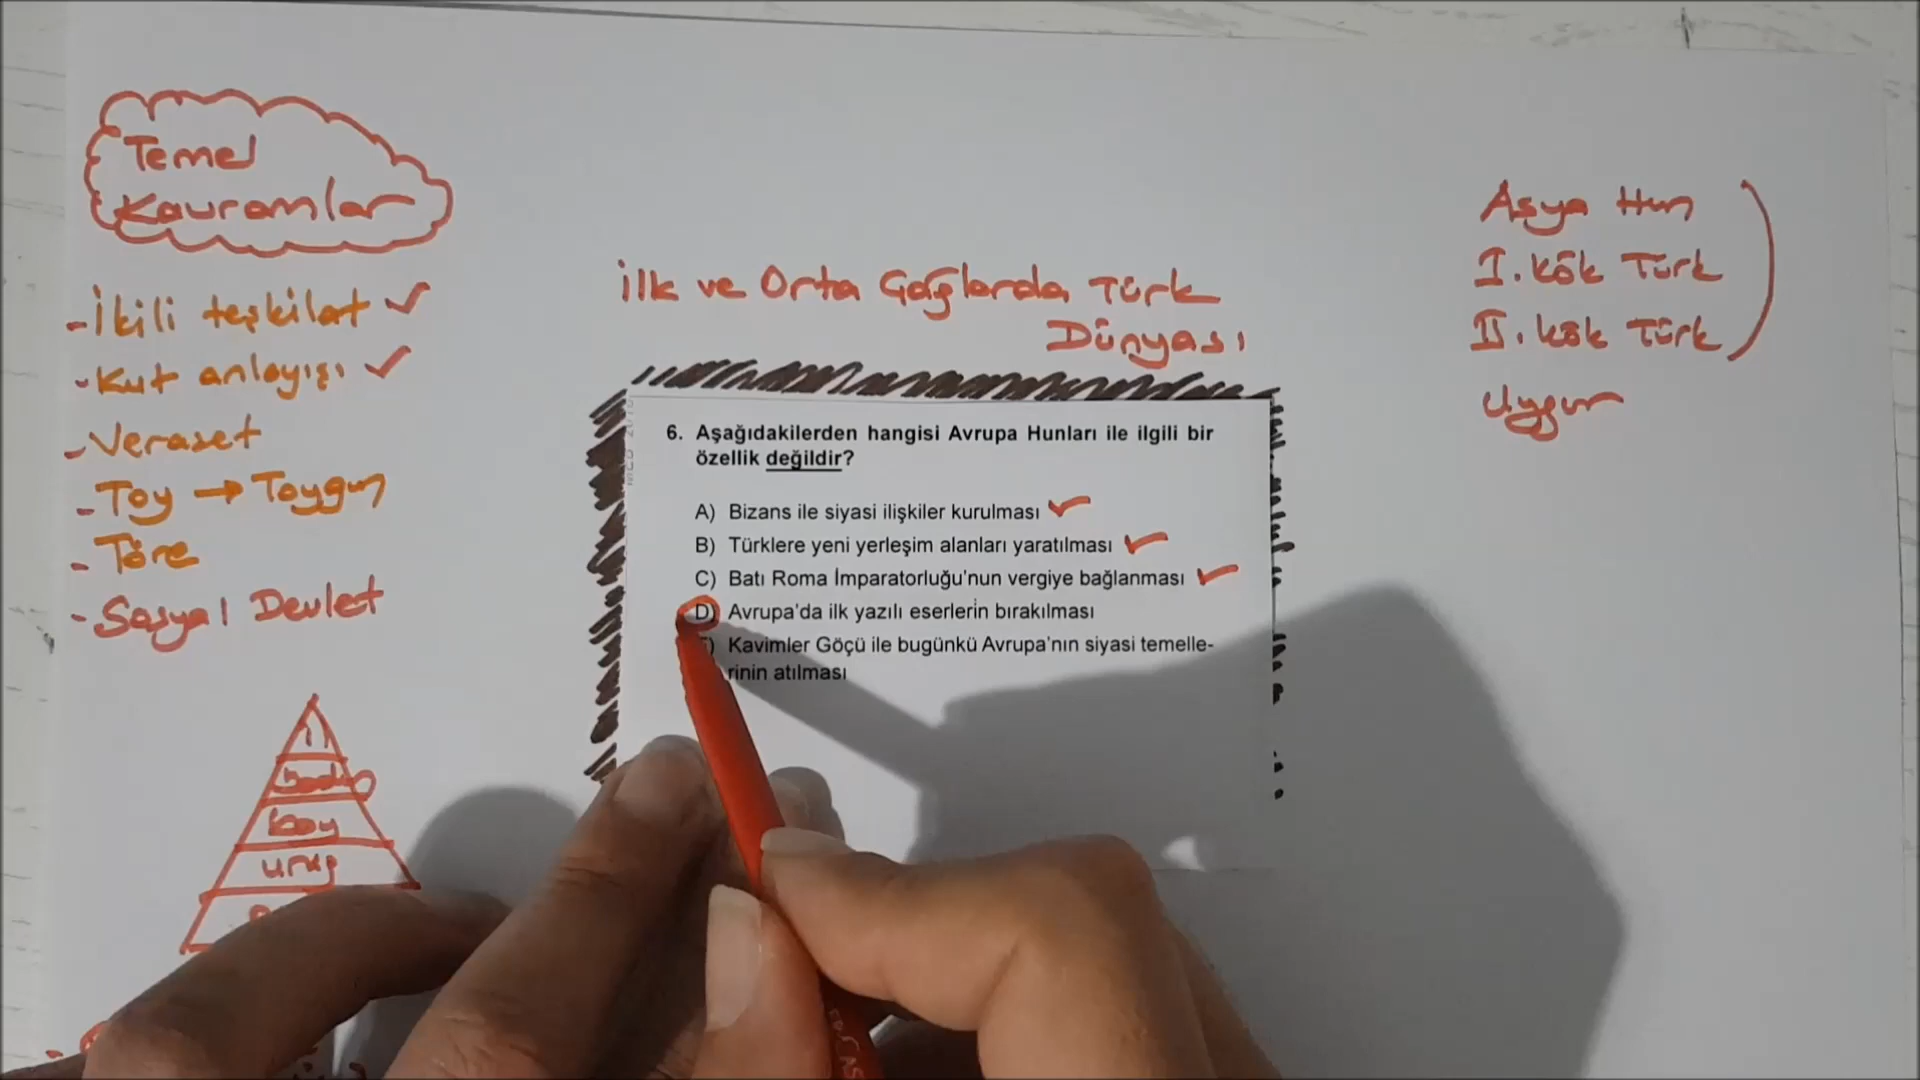 Temel
Kavramlar
-İkili teşkilat ✓
-Kut anlayışı ✓
-Veraset
-Toy → Toygun
-Töre
-Sosyal Devlet
boy
uruş
İlk ve Orta Çağlarda Türk
Dünyası
6. Aşağıdakilerden hangisi Avrupa Hunları ile ilgili bir
özellik değildir?
A) Bizans ile siyasi ilişkiler kurulması ✓
B) Türklere yeni yerleşim alanları yaratılması ✓
C) Batı Roma İmparatorluğu'nun vergiye bağlanması ✓
D) Avrupa'da ilk yazılı eserlerin bırakılması
Kavimler Göçü ile bugünkü Avrupa'nın siyasi temelle-
rinin atılması
Asya Hun
I. Kök Türk
II. Kök Türk
Uygur